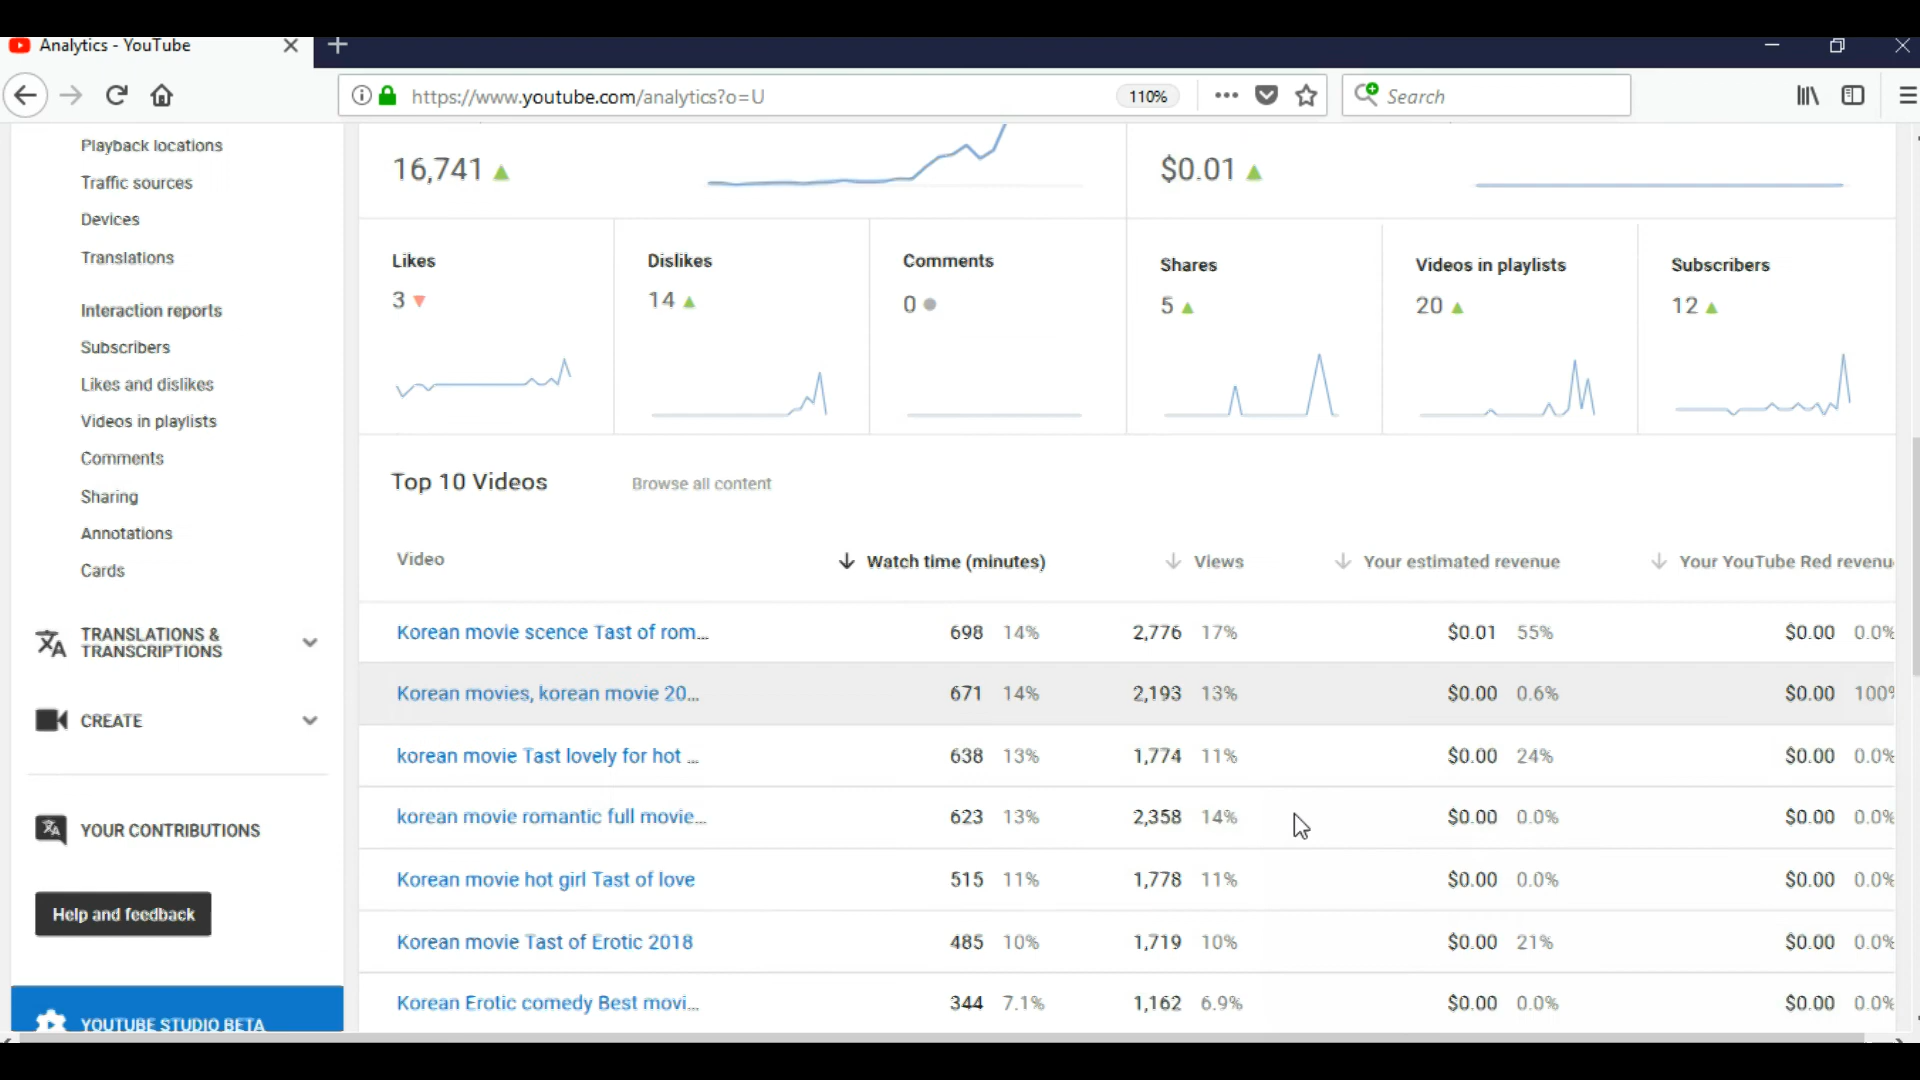 Analytics - YouTube
https://www.youtube.com/analytics?o=U
110%
Search
Playback locations
Traffic sources
Devices
Translations
Interaction reports
Subscribers
Likes and dislikes
Videos in playlists
Comments
Sharing
Annotations
Cards
TRANSLATIONS &
TRANSCRIPTIONS
CREATE
YOUR CONTRIBUTIONS
Help and feedback
YOUTUBE STUDIO BETA
16,741
$0.01
Likes
3
Dislikes
14
Comments
0
Shares
5
Videos in playlists
20
Subscribers
12
Top 10 Videos Browse all content
Video Watch time (minutes) Views Your estimated revenue Your YouTube Red revenu
Korean movie scence Tast of rom... 698 14% 2,776 17% $0.01 55% $0.00 0.0%
Korean movies, korean movie 20... 671 14% 2,193 13% $0.00 0.6% $0.00 100%
korean movie Tast lovely for hot ... 638 13% 1,774 11% $0.00 24% $0.00 0.0%
korean movie romantic full movie... 623 13% 2,358 14% $0.00 0.0% $0.00 0.0%
Korean movie hot girl Tast of love 515 11% 1,778 11% $0.00 0.0% $0.00 0.0%
Korean movie Tast of Erotic 2018 485 10% 1,719 10% $0.00 21% $0.00 0.0%
Korean Erotic comedy Best movi... 344 7.1% 1,162 6.9% $0.00 0.0% $0.00 0.0%